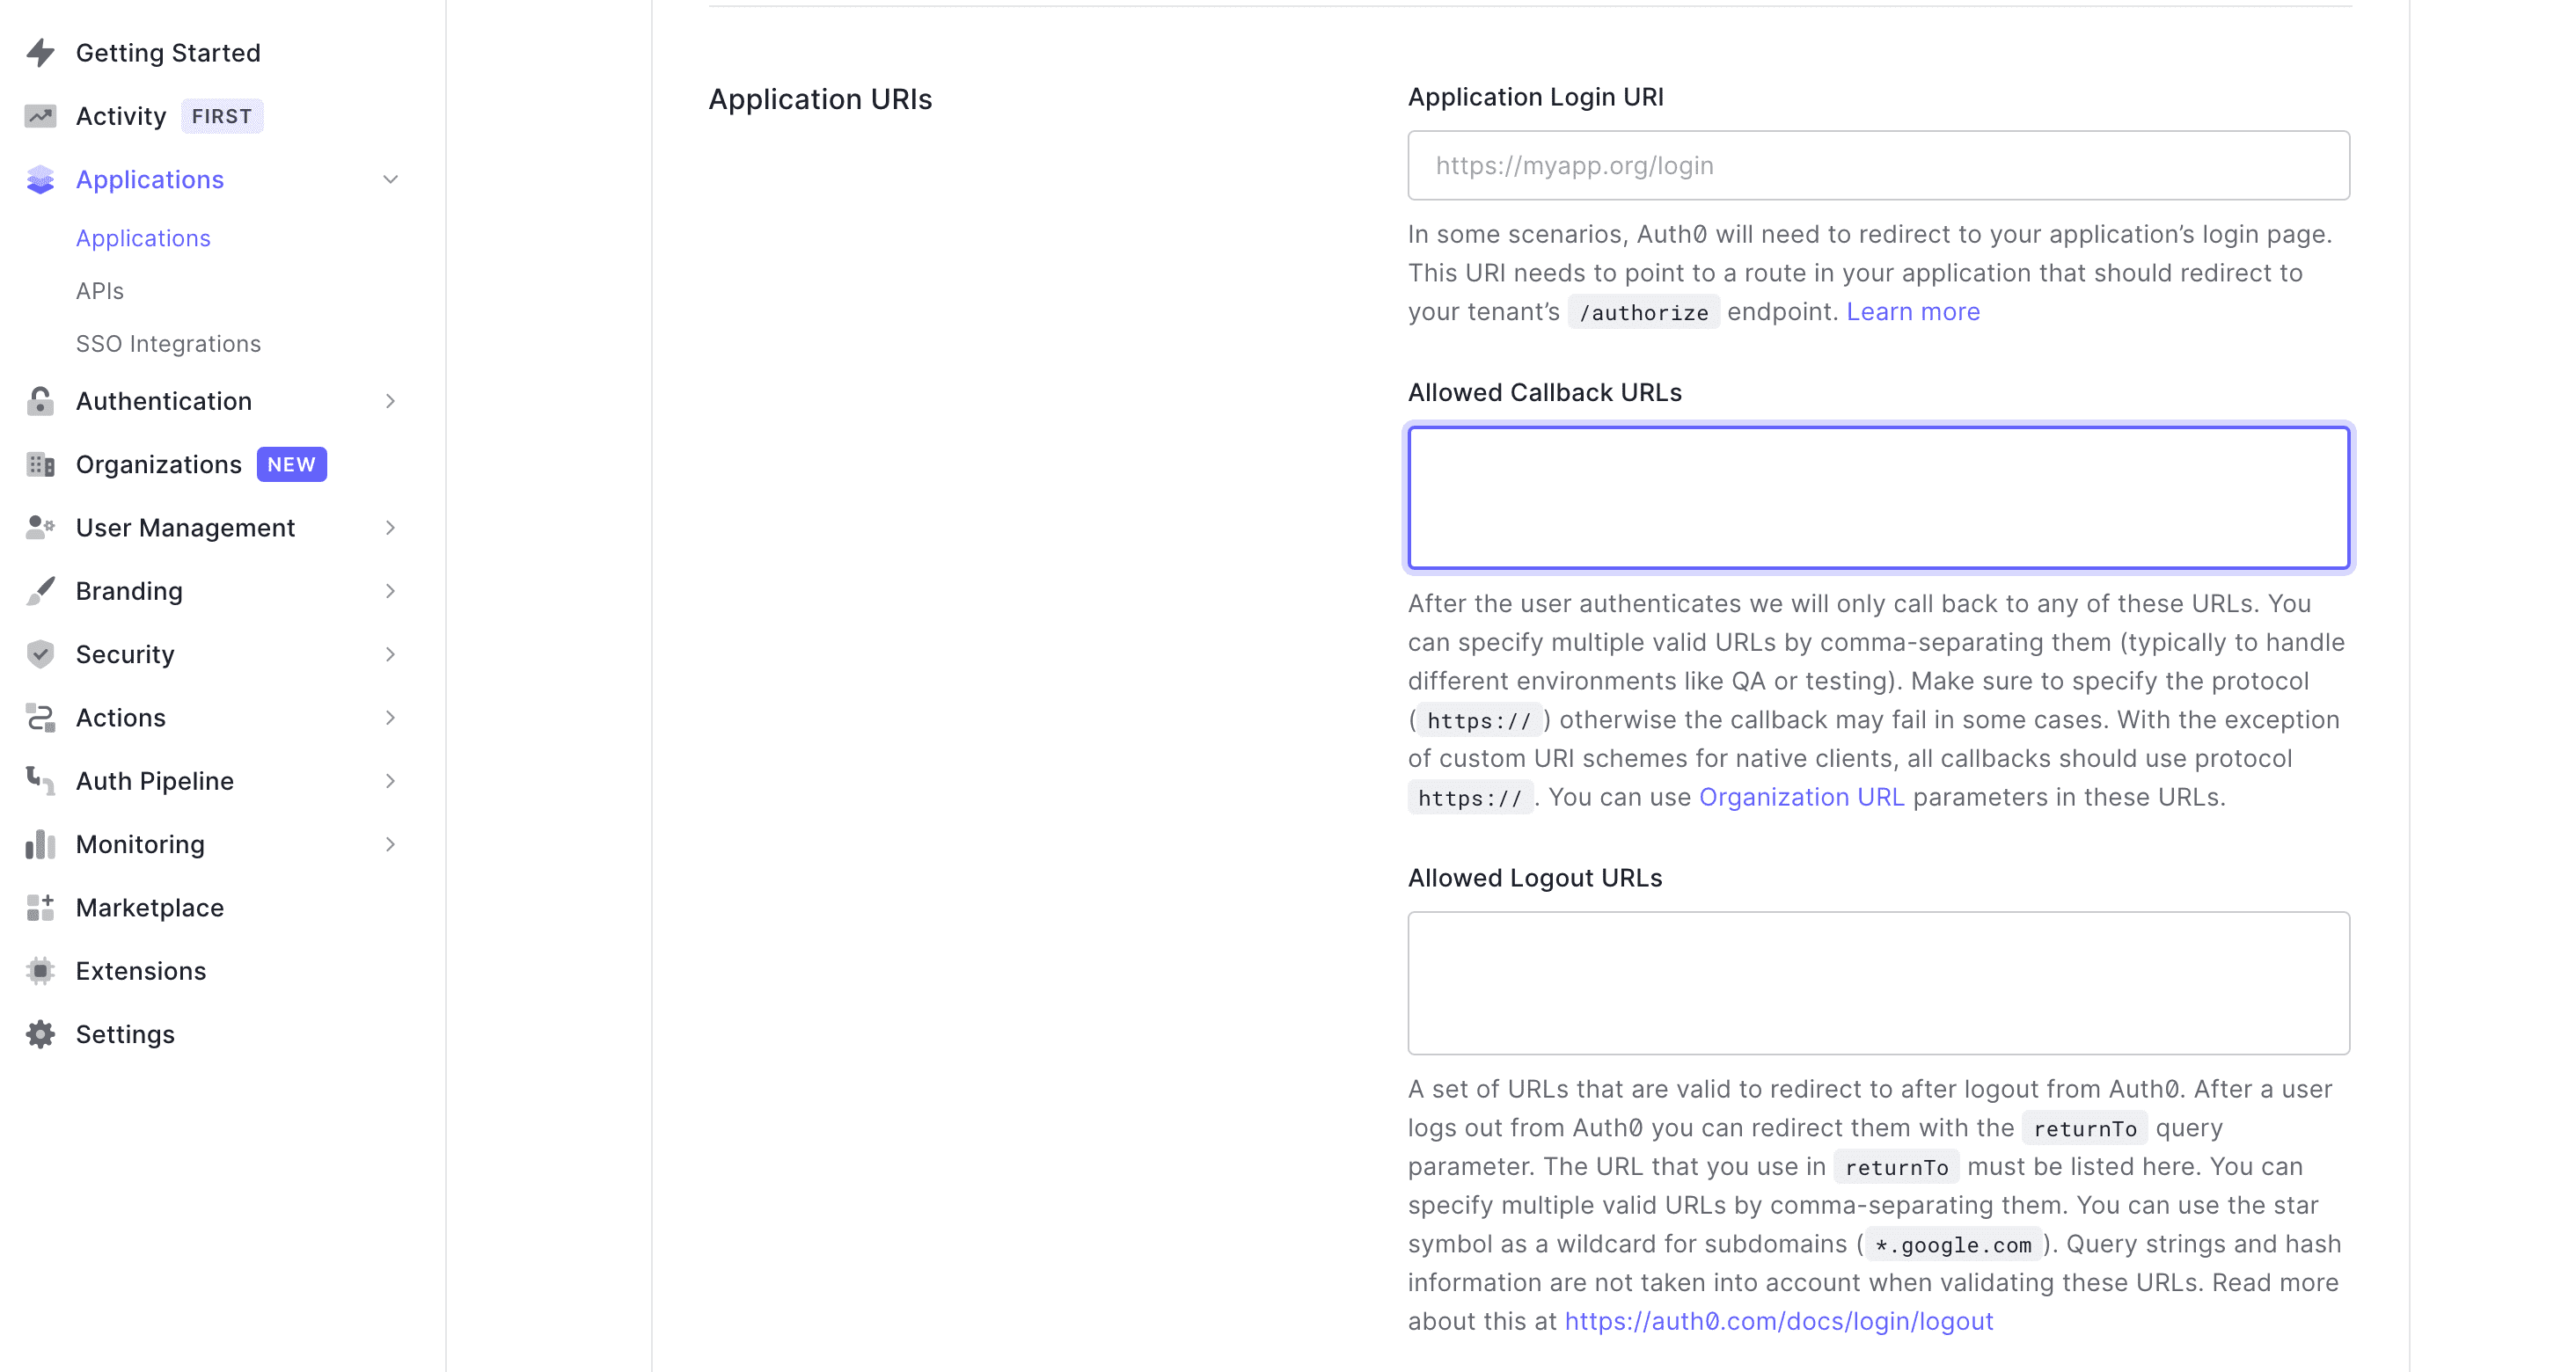 Getting Started
Activity FIRST
Applications
Applications
APIs
SSO Integrations
Authentication
Organizations NEW
User Management
Branding
Security
Actions
Auth Pipeline
Monitoring
Marketplace
Extensions
Settings
Application URIs
Application Login URI
https://myapp.org/login
In some scenarios, Auth0 will need to redirect to your application’s login page.
This URI needs to point to a route in your application that should redirect to
your tenant’s /authorize endpoint. Learn more
Allowed Callback URLs
After the user authenticates we will only call back to any of these URLs. You
can specify multiple valid URLs by comma-separating them (typically to handle
different environments like QA or testing). Make sure to specify the protocol
( https:// ) otherwise the callback may fail in some cases. With the exception
of custom URI schemes for native clients, all callbacks should use protocol
https:// . You can use Organization URL parameters in these URLs.
Allowed Logout URLs
A set of URLs that are valid to redirect to after logout from Auth0. After a user
logs out from Auth0 you can redirect them with the returnTo query
parameter. The URL that you use in returnTo must be listed here. You can
specify multiple valid URLs by comma-separating them. You can use the star
symbol as a wildcard for subdomains ( *.google.com ). Query strings and hash
information are not taken into account when validating these URLs. Read more
about this at https://auth0.com/docs/login/logout